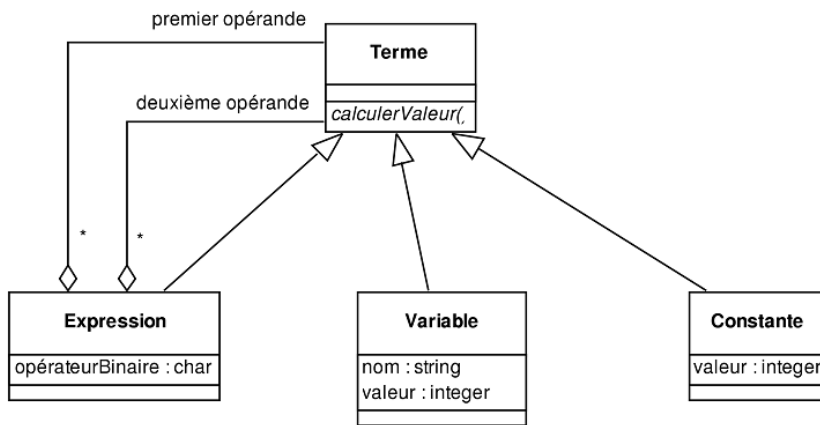 premier opérande
Terme
deuxième opérande
calculerValeur(,
*
*
Expression
opérateurBinaire : char
Variable
nom : string
valeur : integer
Constante
valeur : integer